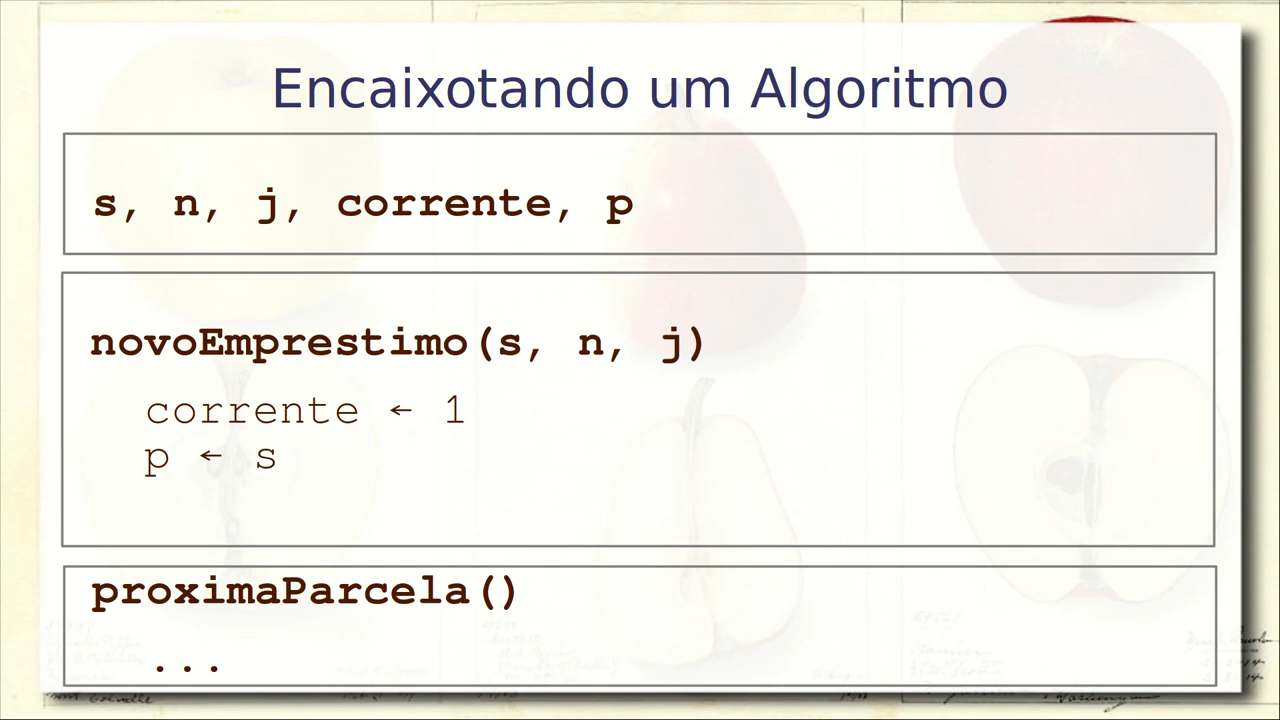 Encaixotando um Algoritmo
s, n, j, corrente, p
novoEmprestimo(s, n, j)
corrente ← 1
p ← s
proximaParcela()
...